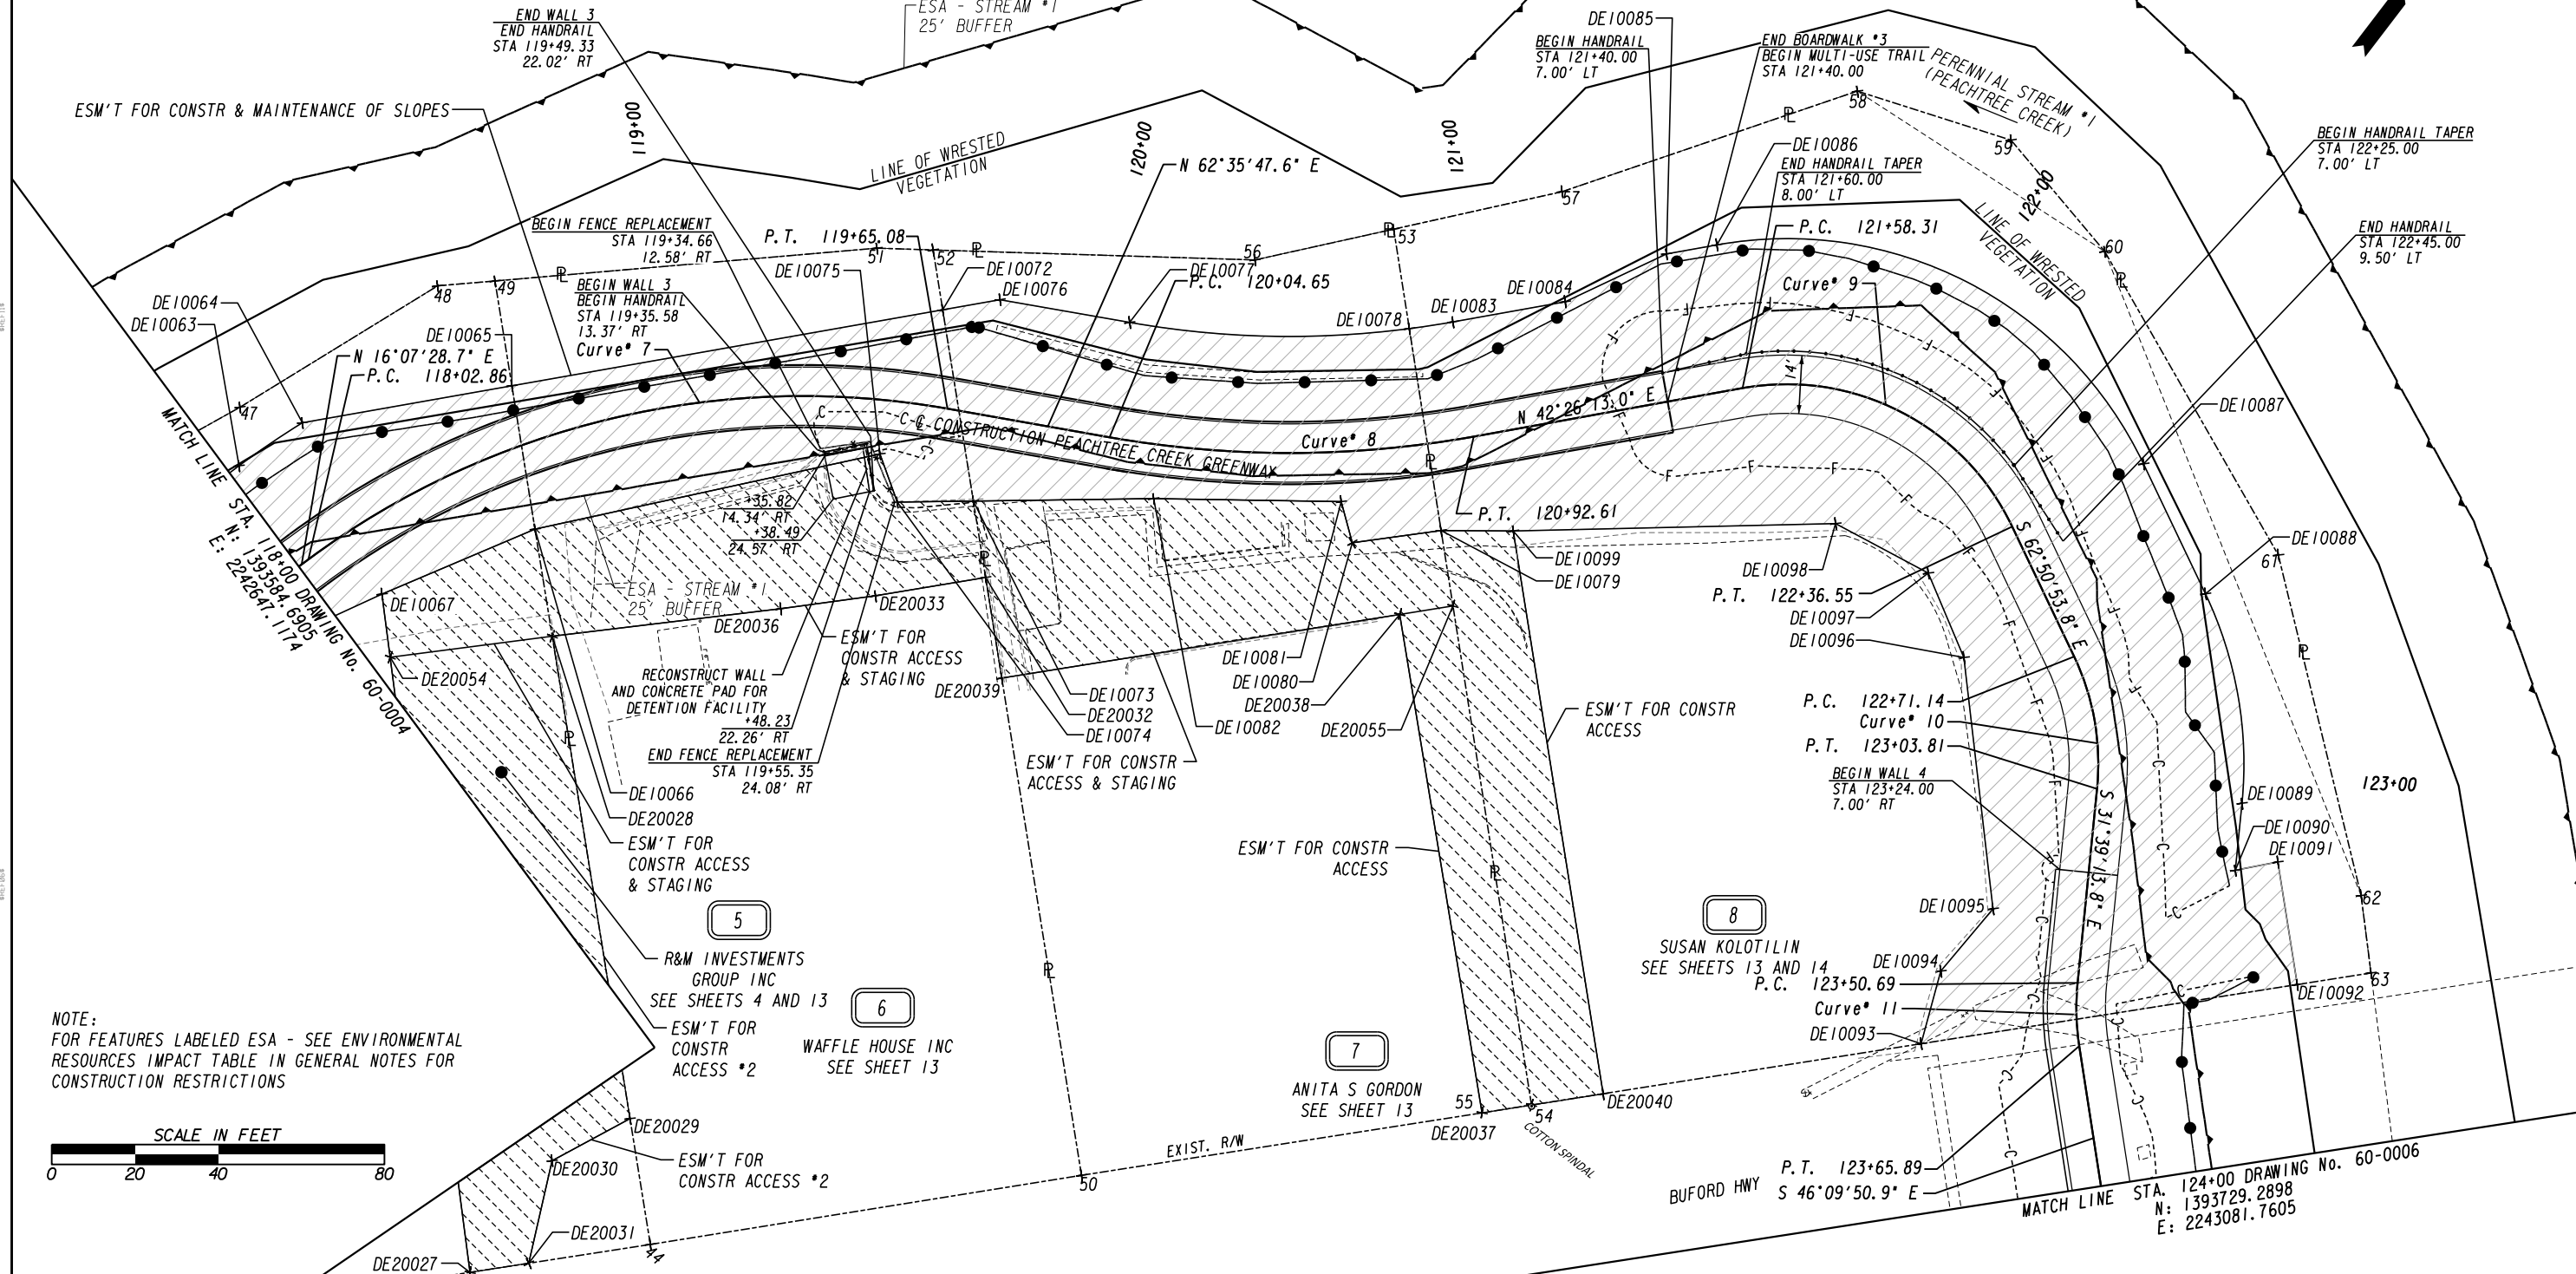 ESA - STREAM #1
25' BUFFER
END WALL 3
END HANDRAIL
STA 119+49.33
22.02' RT
ESM'T FOR CONSTR & MAINTENANCE OF SLOPES
119+00
LINE OF WRESTED
VEGETATION
120+00
N 62°35'47.6" E
121+00
DE10085
BEGIN HANDRAIL
STA 121+40.00
7.00' LT
END BOARDWALK #3
BEGIN MULTI-USE TRAIL
STA 121+40.00
PERENNIAL STREAM #1
(PEACHTREE CREEK)
58
59
DE10086
END HANDRAIL TAPER
STA 121+60.00
8.00' LT
BEGIN HANDRAIL TAPER
STA 122+25.00
7.00' LT
122+00
LINE OF WRESTED
VEGETATION
END HANDRAIL
STA 122+45.00
9.50' LT
60
57
53
56
52
51
BEGIN FENCE REPLACEMENT
STA 119+34.66
12.58' RT
P.T. 119+65.08
DE10075
DE10072
DE10076
DE10077
P.C. 120+04.65
P.C. 121+58.31
Curve# 9
DE10084
DE10083
DE10078
48
49
BEGIN WALL 3
BEGIN HANDRAIL
STA 119+35.58
13.37' RT
DE10064
DE10063
DE10065
Curve# 7
N 16°07'28.7" E
P.C. 118+02.86
47
14'
DE10087
N 42°26'13.0" E
Curve# 8
CONSTRUCTION PEACHTREE CREEK GREENWAY
MATCH LINE STA. 118+00 DRAWING No. 60-0004
N: 1393584.6905
E: 2242647.1174
+35.82
14.34' RT
+38.49
24.57' RT
P.T. 120+92.61
DE10099
DE10079
DE10098
P.T. 122+36.55
DE10097
DE10096
S 62°50'53.8" E
DE10088
61
ESA - STREAM #1
25' BUFFER
DE10067
DE20036
DE20033
ESM'T FOR
CONSTR ACCESS
& STAGING
DE20054
RECONSTRUCT WALL
AND CONCRETE PAD FOR
DETENTION FACILITY
+48.23
22.26' RT
END FENCE REPLACEMENT
STA 119+55.35
24.08' RT
DE20039
DE10073
DE20032
DE10074
DE10082
DE10081
DE10080
DE20038
DE20055
ESM'T FOR CONSTR
ACCESS
ESM'T FOR CONSTR
ACCESS & STAGING
P.C. 122+71.14
Curve# 10
P.T. 123+03.81
BEGIN WALL 4
STA 123+24.00
7.00' RT
123+00
DE10089
DE10090
DE10091
DE10066
DE20028
ESM'T FOR
CONSTR ACCESS
& STAGING
ESM'T FOR CONSTR
ACCESS
S 31°39'13.8" E
62
63
5
R&M INVESTMENTS
GROUP INC
SEE SHEETS 4 AND 13
6
WAFFLE HOUSE INC
SEE SHEET 13
7
ANITA S GORDON
SEE SHEET 13
8
SUSAN KOLOTILIN
SEE SHEETS 13 AND 14
DE10095
DE10094
P.C. 123+50.69
Curve# 11
DE10093
DE10092
ESM'T FOR
CONSTR
ACCESS #2
NOTE:
FOR FEATURES LABELED ESA - SEE ENVIRONMENTAL
RESOURCES IMPACT TABLE IN GENERAL NOTES FOR
CONSTRUCTION RESTRICTIONS
SCALE IN FEET
0 20 40 80
DE20029
DE20030
ESM'T FOR
CONSTR ACCESS #2
DE20031
DE20027
44
50
EXIST. R/W
55
54
DE20037
DE20040
COTTON SPINDAL
BUFORD HWY
P.T. 123+65.89
S 46°09'50.9" E
MATCH LINE STA. 124+00 DRAWING No. 60-0006
N: 1393729.2898
E: 2243081.7605